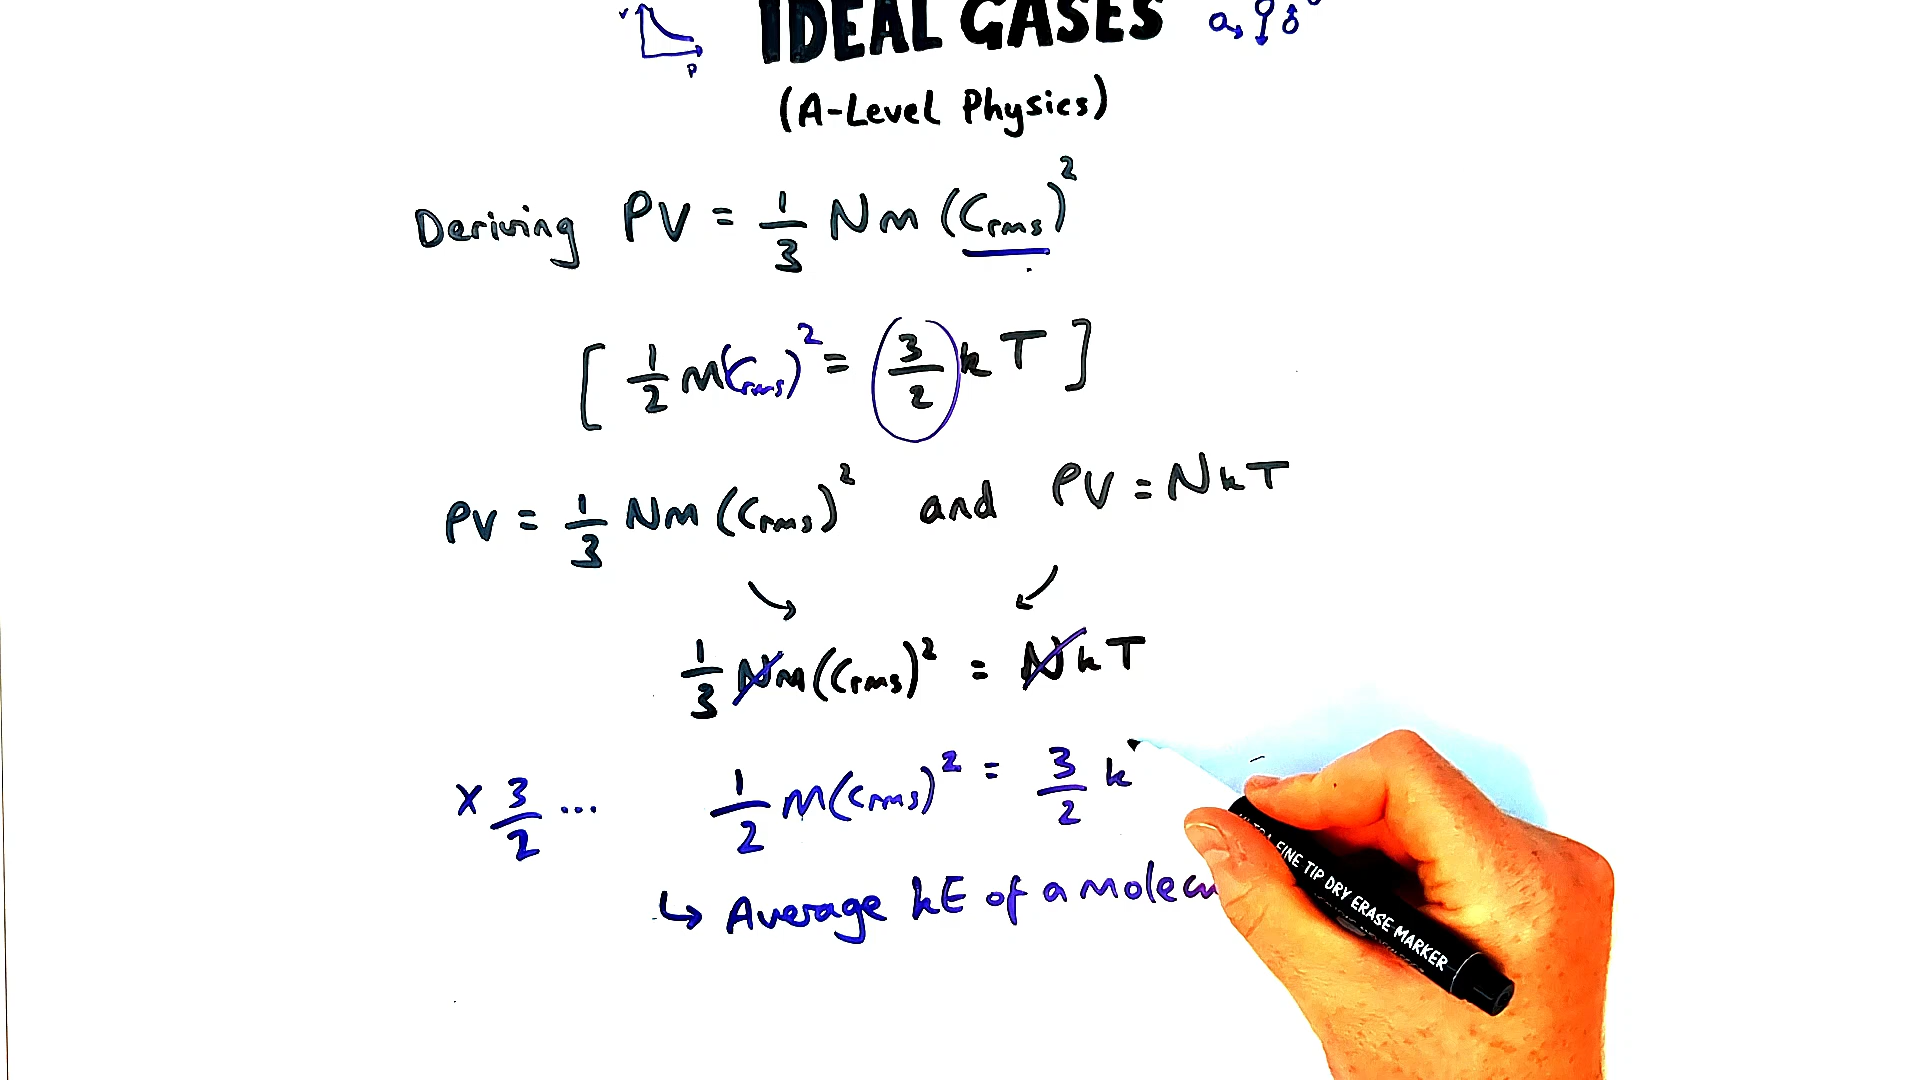 V
P
IDEAL GASES
(A-Level Physics)
Deriving PV = 1/3 Nm (Crms)²
[ 1/2 m(Crms)² = 3/2 kT ]
PV = 1/3 Nm (Crms)² and PV = NkT
1/3 Nm(Crms)² = NkT
× 3/2 ... 1/2 m(Crms)² = 3/2 k
↳ Average kE of a molecu
ULTRA FINE TIP DRY ERASE MARKER